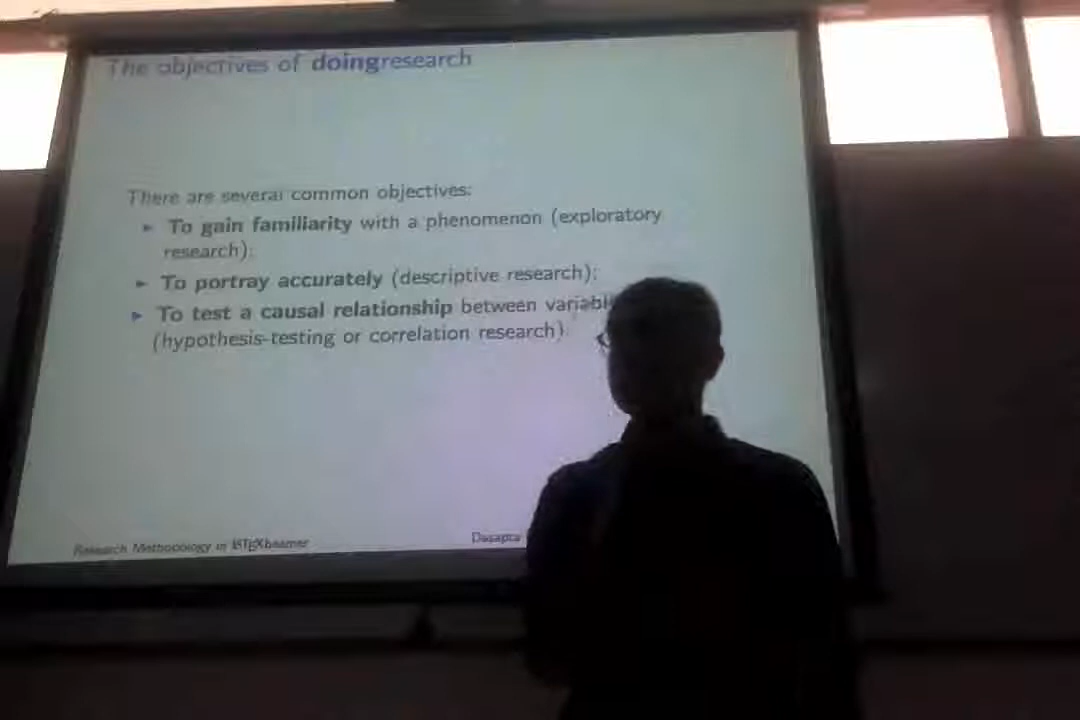 The objectives of doingresearch
There are several common objectives:
▸ To gain familiarity with a phenomenon (exploratory
research);
▸ To portray accurately (descriptive research);
▸ To test a causal relationship between
(hypothesis-testing or correlation research).
Research Methodology in LATEXbeamer
Dasapta